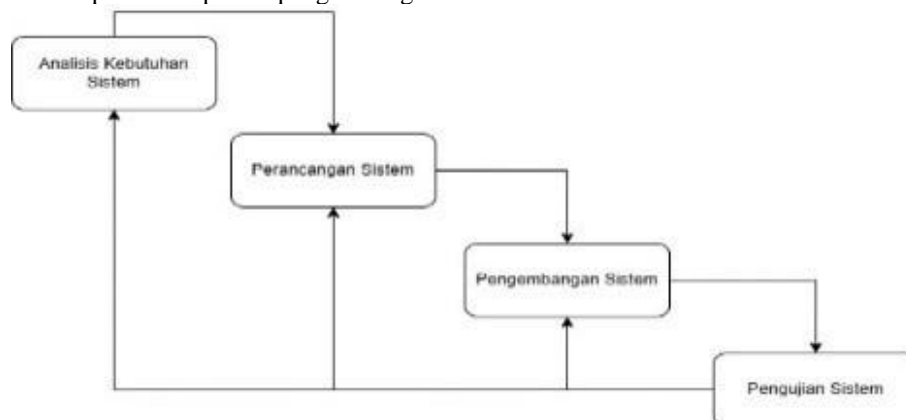 Analisis Kebutuhan
Sistem
Perancangan Sistem
Pengembangan Sistem
Pengujian Sistem